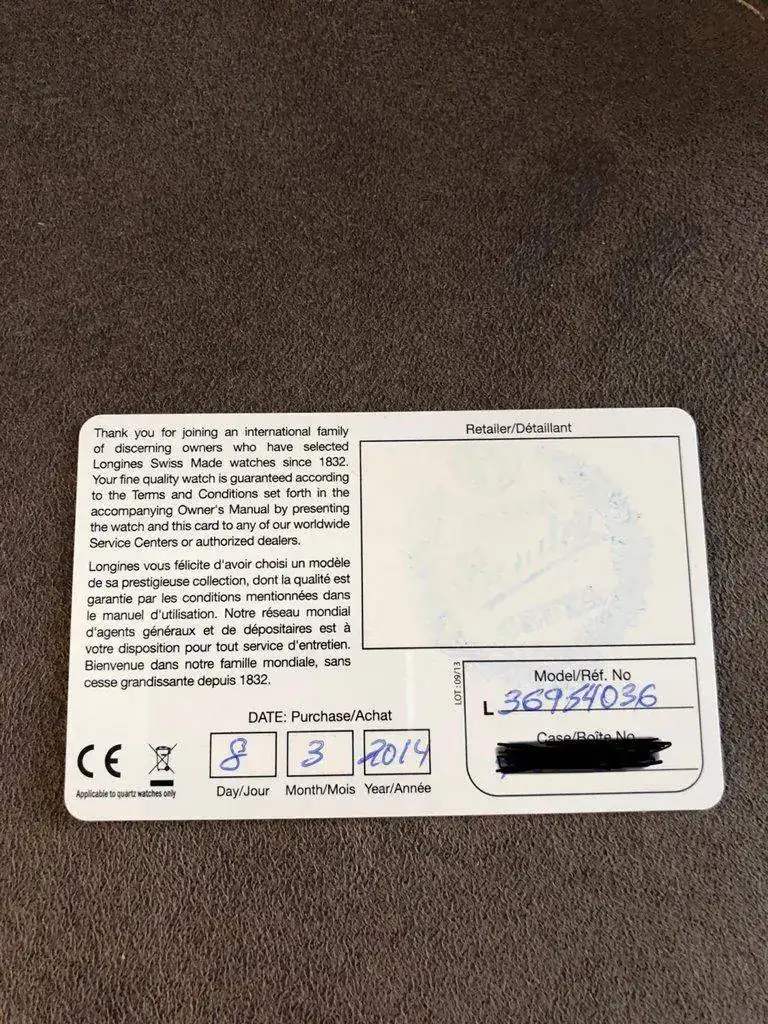 Thank you for joining an international family
of discerning owners who have selected
Longines Swiss Made watches since 1832.
Your fine quality watch is guaranteed according
to the Terms and Conditions set forth in the
accompanying Owner's Manual by presenting
the watch and this card to any of our worldwide
Service Centers or authorized dealers.
Longines vous félicite d'avoir choisi un modèle
de sa prestigieuse collection, dont la qualité est
garantie par les conditions mentionnées dans
le manuel d'utilisation. Notre réseau mondial
d'agents généraux et de dépositaires est à
votre disposition pour tout service d'entretien.
Bienvenue dans notre famille mondiale, sans
cesse grandissante depuis 1832.
Retailer/Détaillant
LOT: 09/13
Model/Réf. No
L 36954036
Case/Boîte No
DATE: Purchase/Achat
8 3 2014
Day/Jour Month/Mois Year/Année
CE
Applicable to quartz watches only